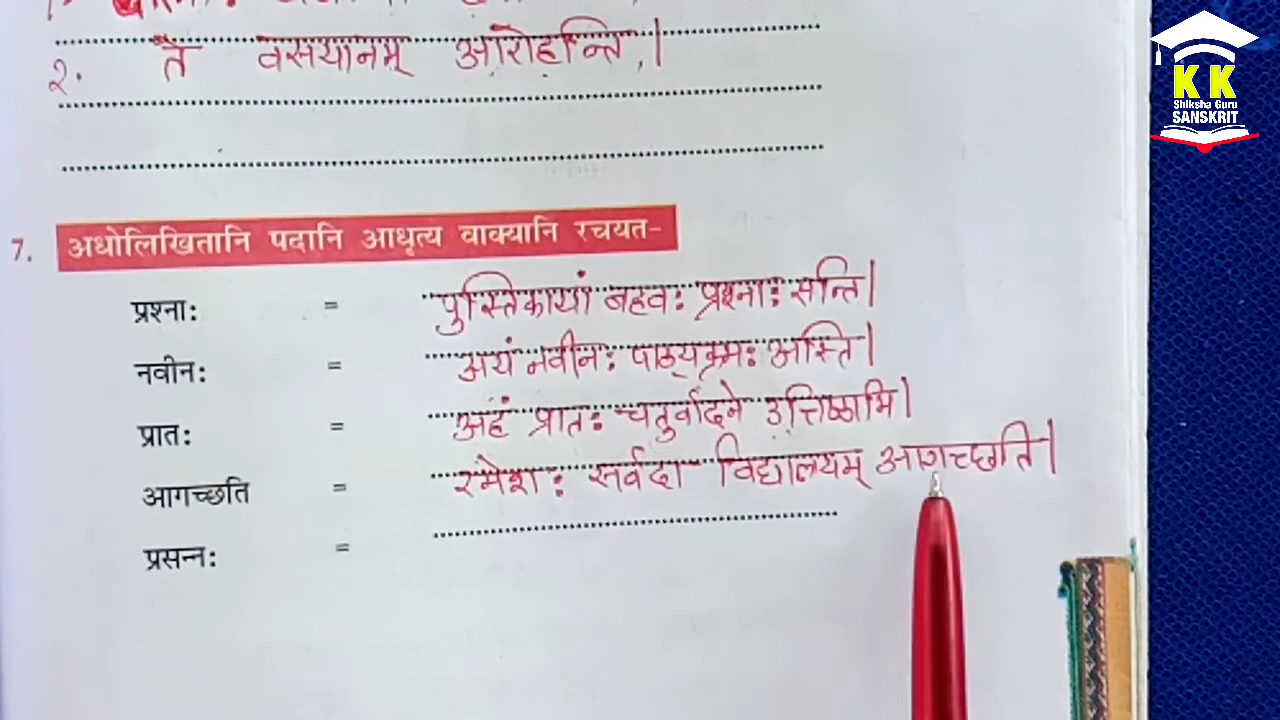 २. ते बसयानम् आरोहन्ति,।
K K
Shiksha Guru
SANSKRIT
7. अधोलिखितानि पदानि आधृत्य वाक्यानि रचयत-
प्रश्नाः = पुस्तिकायां बहवः प्रश्नाः सन्ति।
नवीनः = अयं नवीनः पाठ्यक्रमः अस्ति।
प्रातः = अहं प्रातः चतुर्वादने उत्तिष्ठामि।
आगच्छति = रमेशः सर्वदा विद्यालयम् आगच्छति।
प्रसन्नः =